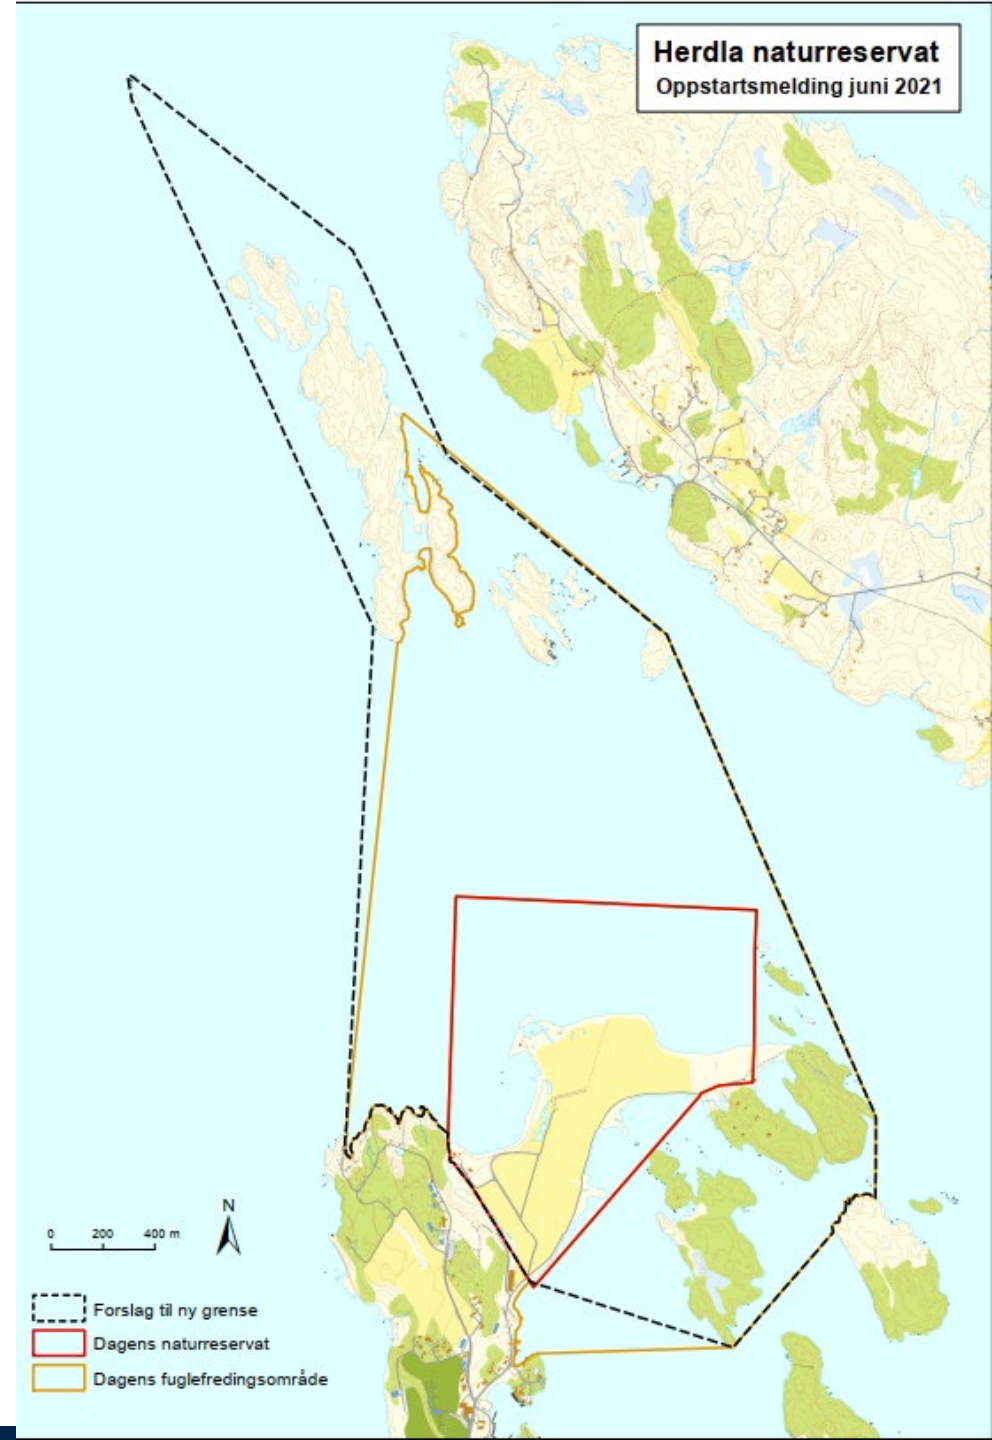 Herdla naturreservat
Oppstartsmelding juni 2021
N
0 200 400 m
Forslag til ny grense
Dagens naturreservat
Dagens fuglefredingsområde